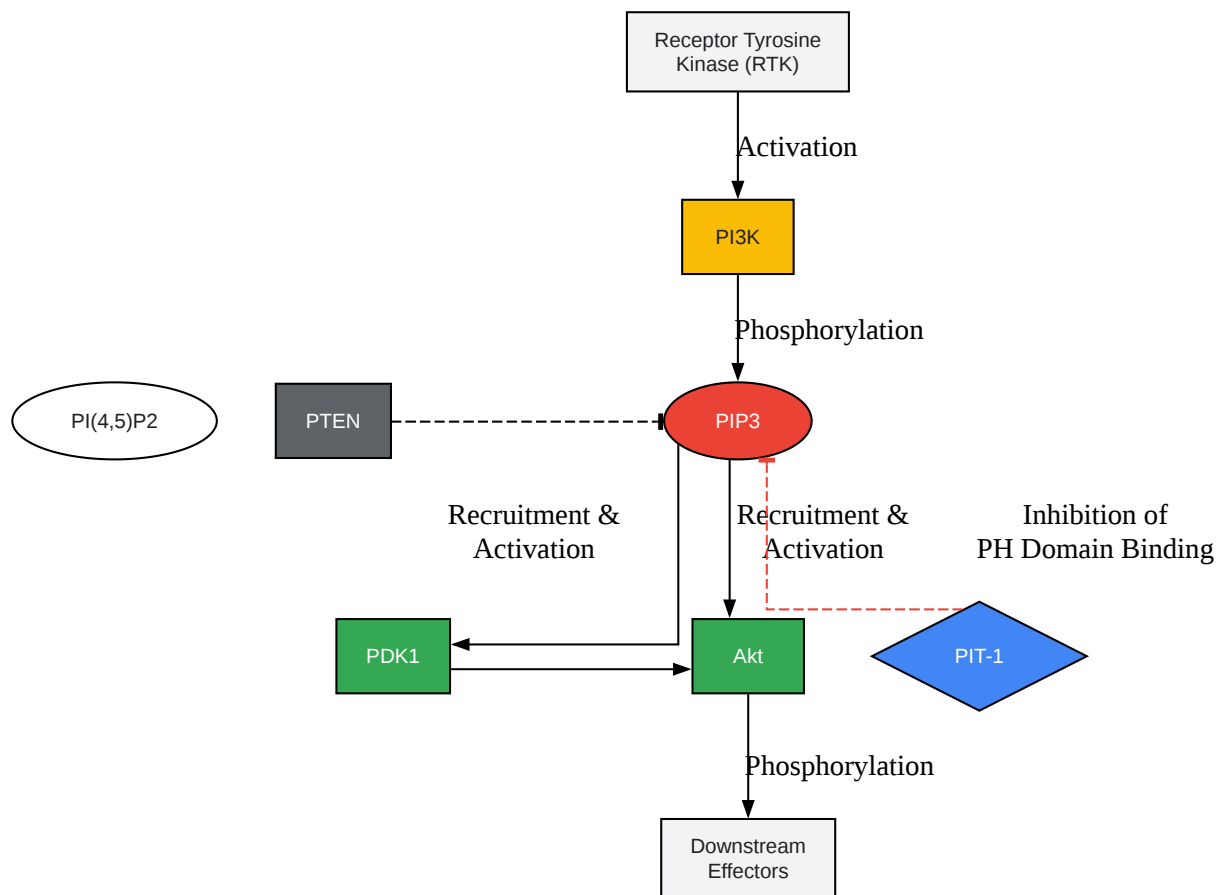 Receptor Tyrosine
Kinase (RTK)
Activation
PI3K
Phosphorylation
PI(4,5)P2
PTEN
PIP3
Recruitment &
Activation
Recruitment &
Activation
Inhibition of
PH Domain Binding
PDK1
Akt
PIT-1
Phosphorylation
Downstream
Effectors